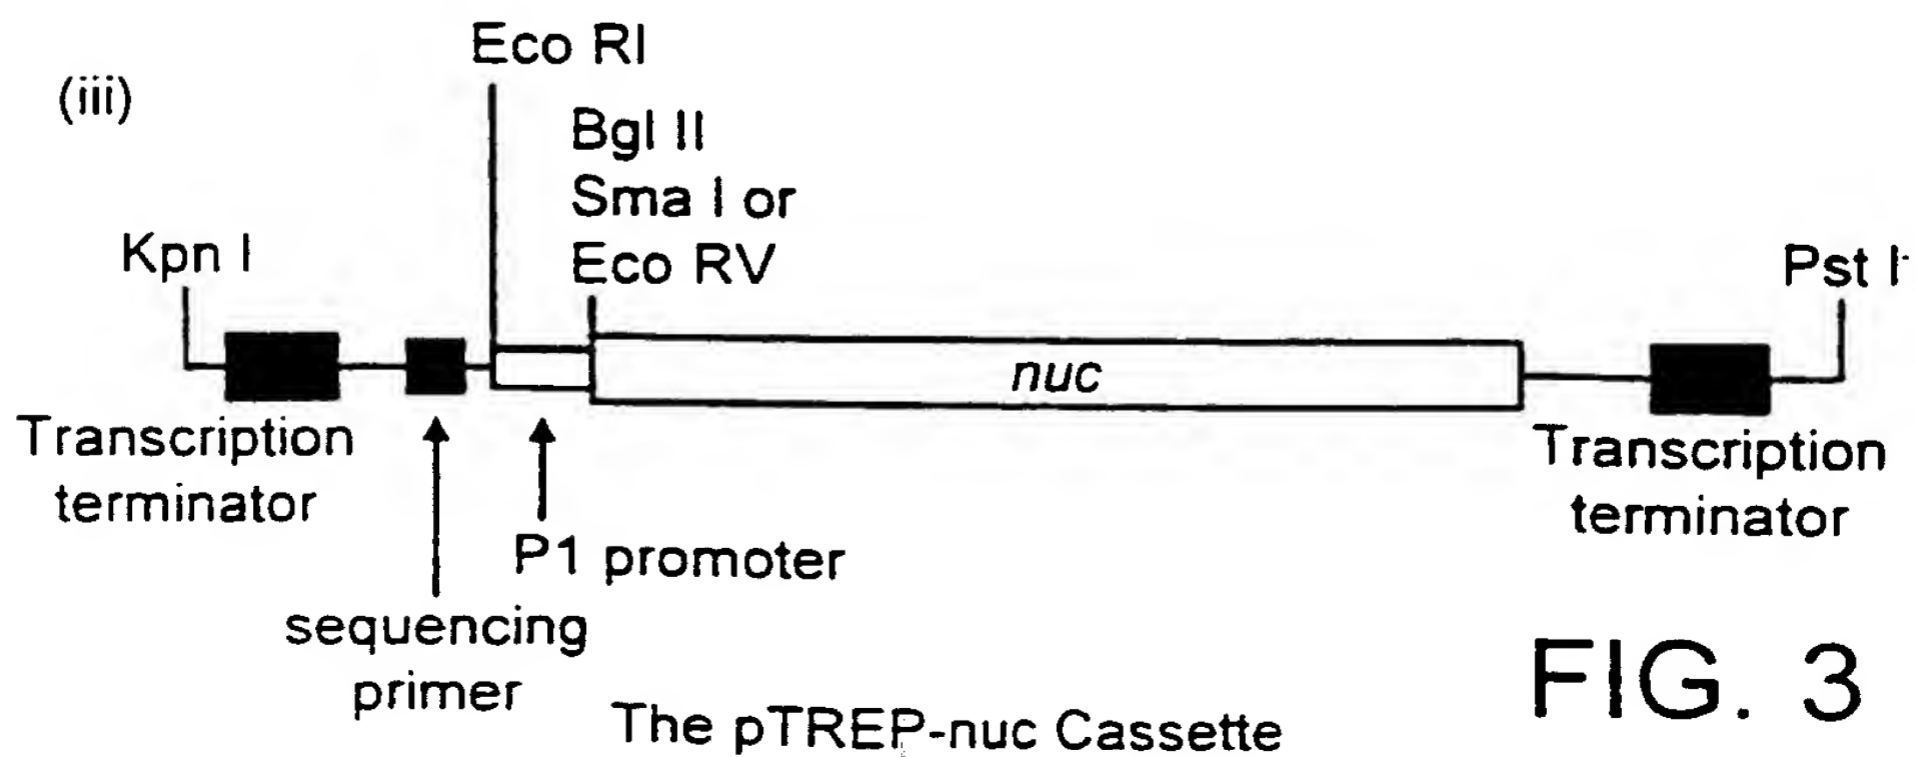 (iii)
Eco RI
Bgl II
Sma I or
Eco RV
Kpn I
Pst I
nuc
Transcription
terminator
sequencing
primer
P1 promoter
Transcription
terminator
The pTREP-nuc Cassette
FIG. 3